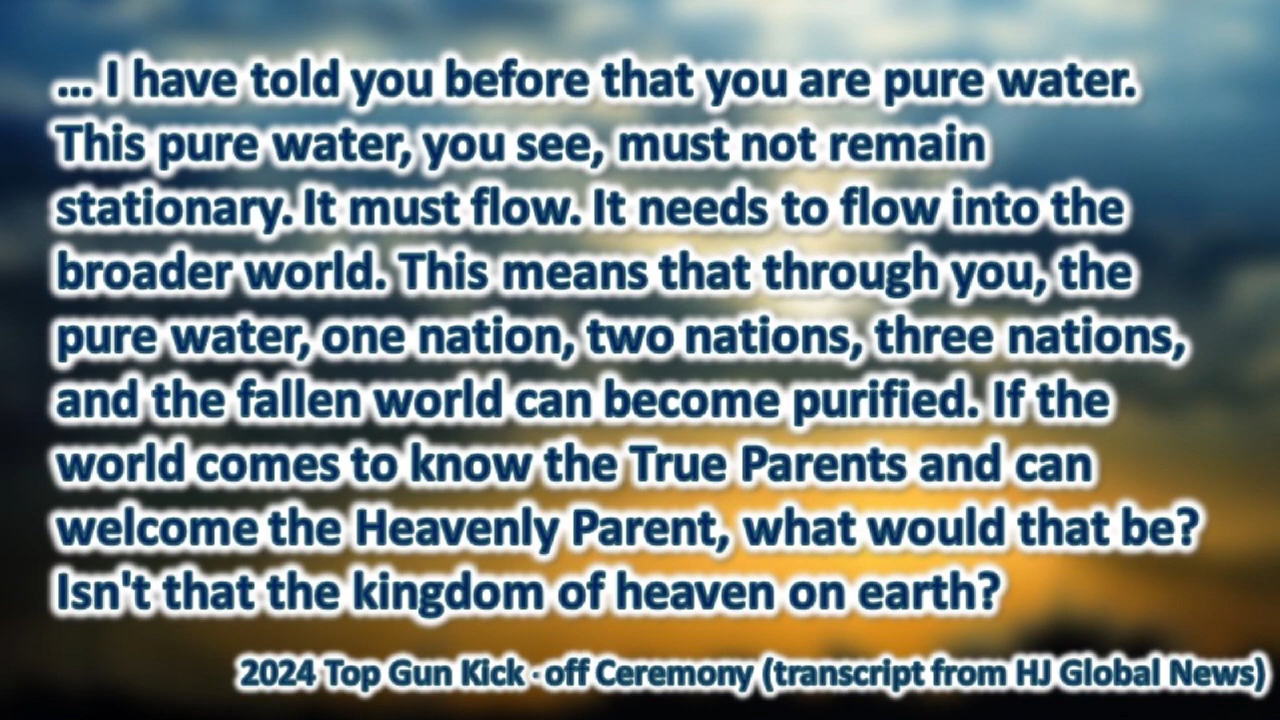 ... I have told you before that you are pure water.
This pure water, you see, must not remain
stationary. It must flow. It needs to flow into the
broader world. This means that through you, the
pure water, one nation, two nations, three nations,
and the fallen world can become purified. If the
world comes to know the True Parents and can
welcome the Heavenly Parent, what would that be?
Isn't that the kingdom of heaven on earth?
2024 Top Gun Kick-off Ceremony (transcript from HJ Global News)